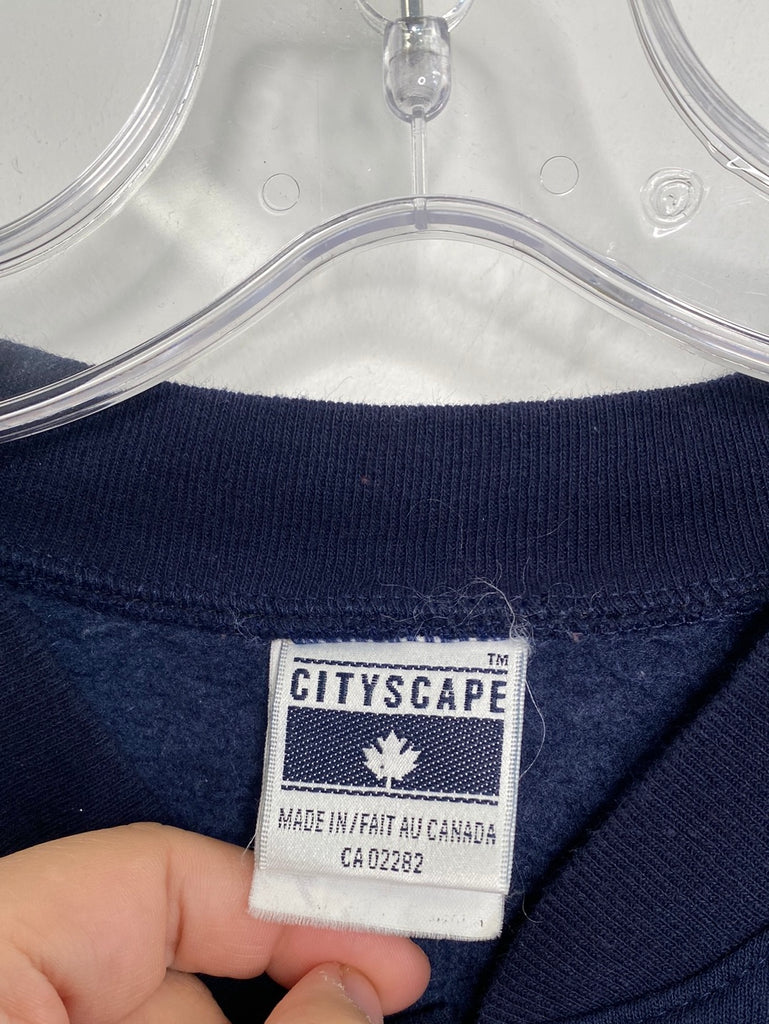 TM
CITYSCAPE
MADE IN/FAIT AU CANADA
CA 02282